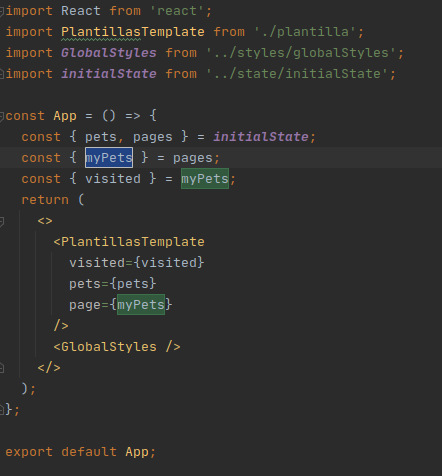 import React from 'react';
import PlantillasTemplate from './plantilla';
import GlobalStyles from '../styles/globalStyles';
import initialState from '../state/initialState';
const App = () => {
const { pets, pages } = initialState;
const { myPets } = pages;
const { visited } = myPets;
return (
<>
<PlantillasTemplate
visited={visited}
pets={pets}
page={myPets}
/>
<GlobalStyles />
</>
);
};
export default App;